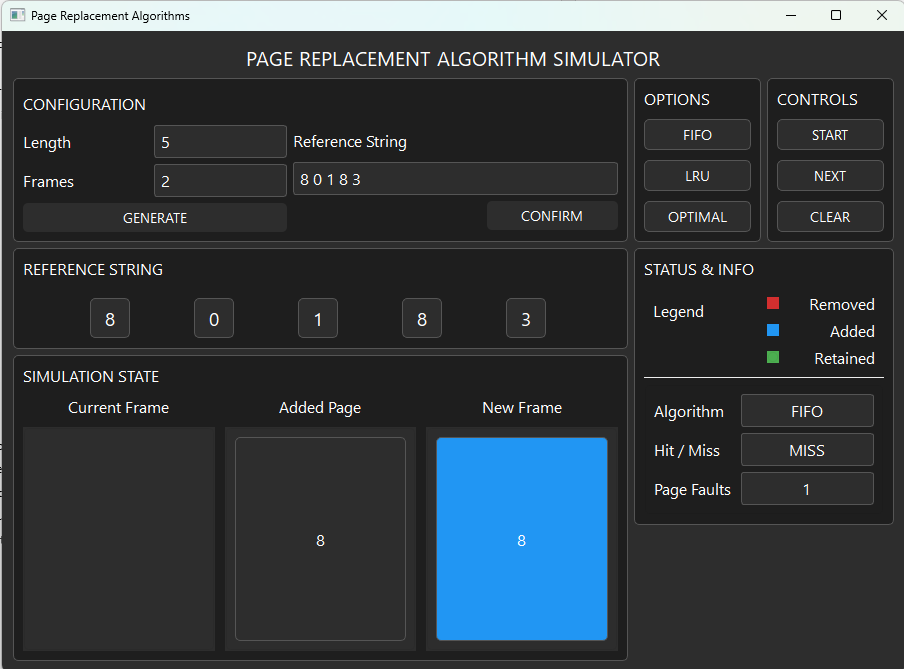 Page Replacement Algorithms
PAGE REPLACEMENT ALGORITHM SIMULATOR
CONFIGURATION
Length
5
Reference String
Frames
2
8 0 1 8 3
GENERATE
CONFIRM
OPTIONS
FIFO
LRU
OPTIMAL
CONTROLS
START
NEXT
CLEAR
REFERENCE STRING
8 0 1 8 3
SIMULATION STATE
Current Frame
Added Page
New Frame
8
8
STATUS & INFO
Legend
Removed
Added
Retained
Algorithm
FIFO
Hit / Miss
MISS
Page Faults
1